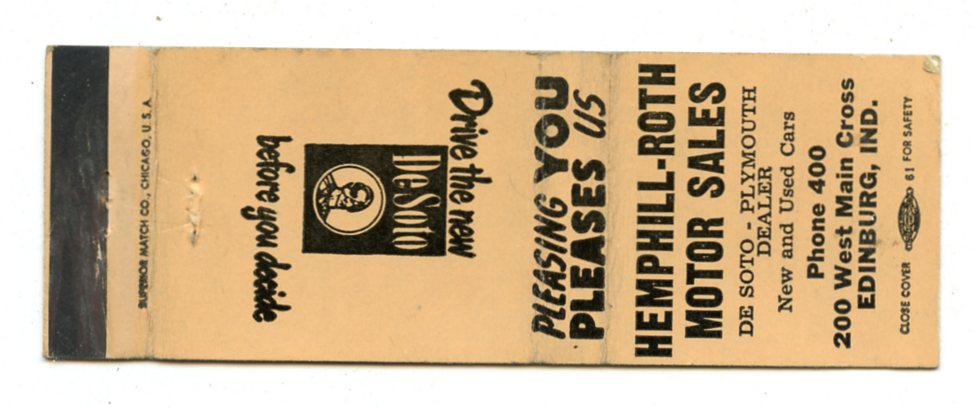 SUPERIOR MATCH CO., CHICAGO, U. S. A.
Drive the new
DeSoto
before you decide
PLEASING YOU
PLEASES US
HEMPHILL-ROTH
MOTOR SALES
DE SOTO - PLYMOUTH
DEALER
New and Used Cars
Phone 400
200 West Main Cross
EDINBURG, IND.
CLOSE COVER 61 FOR SAFETY